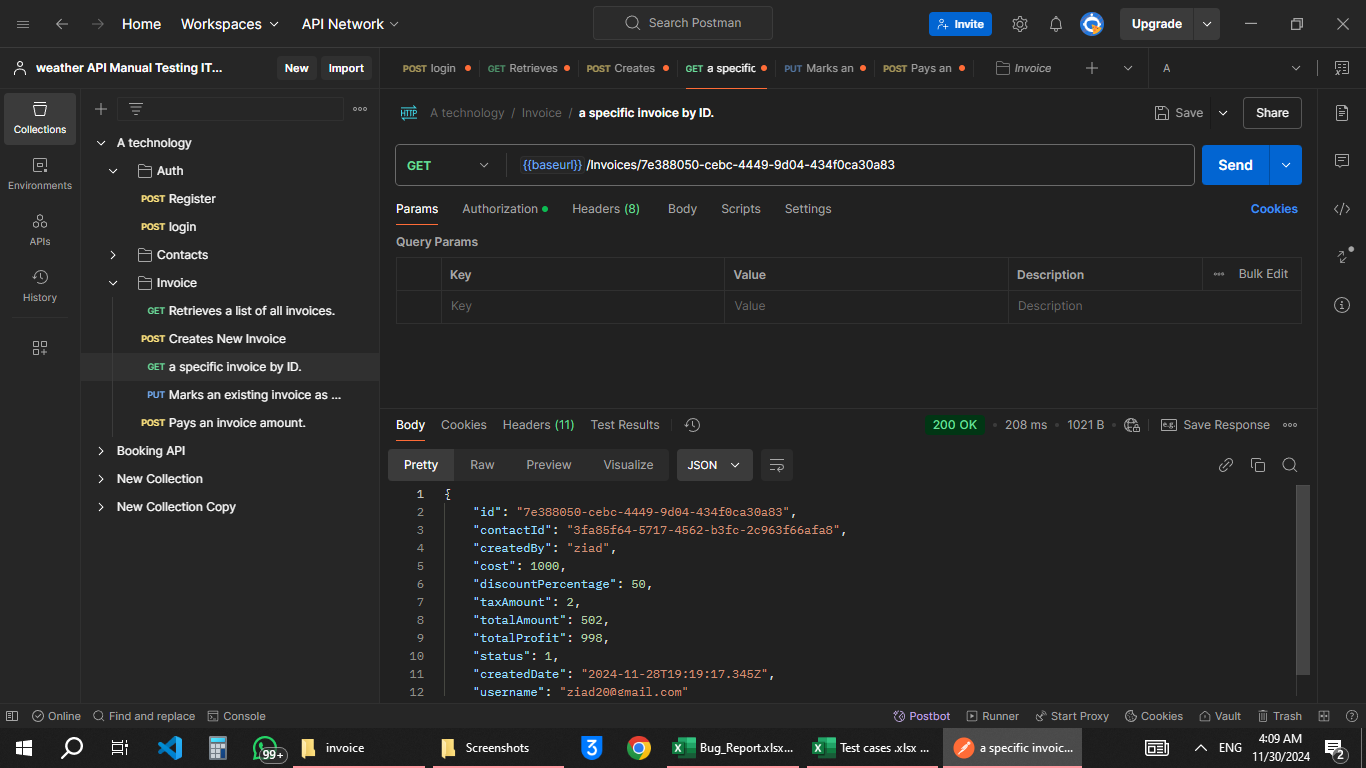 Home Workspaces API Network Search Postman Invite Upgrade
weather API Manual Testing IT... New Import
POST login GET Retrieves POST Creates GET a specific PUT Marks an POST Pays an Invoice A
Collections
Environments
APIs
History
A technology
Auth
POST Register
POST login
Contacts
Invoice
GET Retrieves a list of all invoices.
POST Creates New Invoice
GET a specific invoice by ID.
PUT Marks an existing invoice as ...
POST Pays an invoice amount.
Booking API
New Collection
New Collection Copy
HTTP A technology / Invoice / a specific invoice by ID. Save Share
GET {{baseurl}} /Invoices/7e388050-cebc-4449-9d04-434f0ca30a83 Send
Params Authorization Headers (8) Body Scripts Settings Cookies
Query Params
Key Value Description Bulk Edit
Key Value Description
Body Cookies Headers (11) Test Results 200 OK 208 ms 1021 B e.g. Save Response
Pretty Raw Preview Visualize JSON
1 {
2 "id": "7e388050-cebc-4449-9d04-434f0ca30a83",
3 "contactId": "3fa85f64-5717-4562-b3fc-2c963f66afa8",
4 "createdBy": "ziad",
5 "cost": 1000,
6 "discountPercentage": 50,
7 "taxAmount": 2,
8 "totalAmount": 502,
9 "totalProfit": 998,
10 "status": 1,
11 "createdDate": "2024-11-28T19:19:17.345Z",
12 "username": "ziad20@gmail.com"
Online Find and replace Console Postbot Runner Start Proxy Cookies Vault Trash
99+ invoice Screenshots 3 Bug_Report.xlsx... Test cases .xlsx ... a specific invoic... ENG 4:09 AM
11/30/2024 2